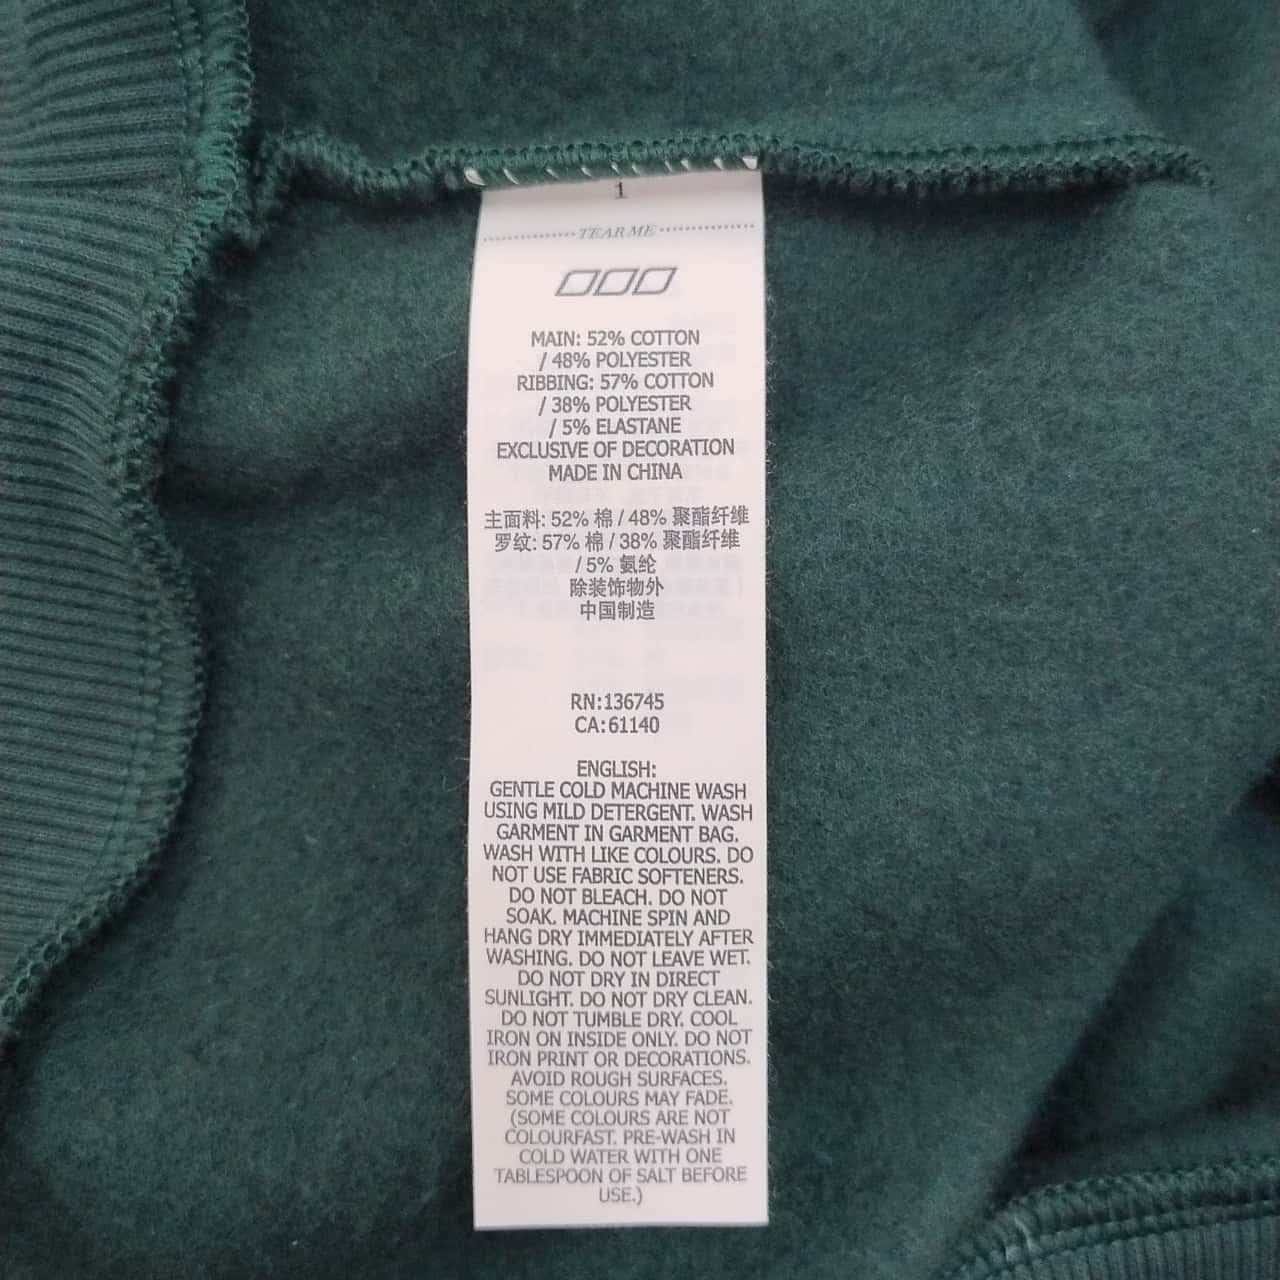 1
TEAR ME
MAIN: 52% COTTON
/ 48% POLYESTER
RIBBING: 57% COTTON
/ 38% POLYESTER
/ 5% ELASTANE
EXCLUSIVE OF DECORATION
MADE IN CHINA
主面料: 52% 棉 / 48% 聚酯纤维
罗纹: 57% 棉 / 38% 聚酯纤维
/ 5% 氨纶
除装饰物外
中国制造
RN:136745
CA:61140
ENGLISH:
GENTLE COLD MACHINE WASH
USING MILD DETERGENT. WASH
GARMENT IN GARMENT BAG.
WASH WITH LIKE COLOURS. DO
NOT USE FABRIC SOFTENERS.
DO NOT BLEACH. DO NOT
SOAK. MACHINE SPIN AND
HANG DRY IMMEDIATELY AFTER
WASHING. DO NOT LEAVE WET.
DO NOT DRY IN DIRECT
SUNLIGHT. DO NOT DRY CLEAN.
DO NOT TUMBLE DRY. COOL
IRON ON INSIDE ONLY. DO NOT
IRON PRINT OR DECORATIONS.
AVOID ROUGH SURFACES.
SOME COLOURS MAY FADE.
(SOME COLOURS ARE NOT
COLOURFAST. PRE-WASH IN
COLD WATER WITH ONE
TABLESPOON OF SALT BEFORE
USE.)